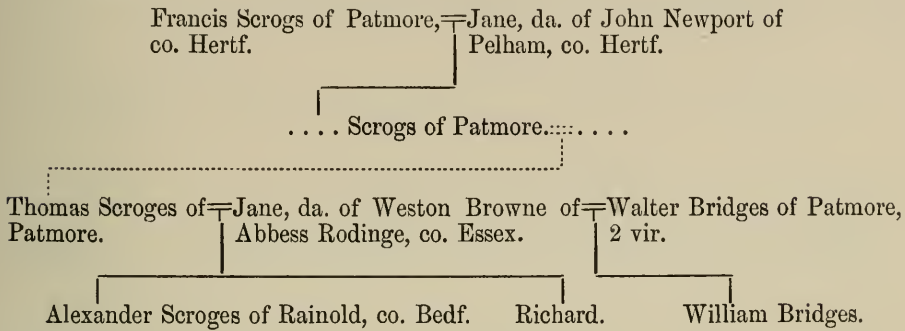 Francis Scrogs of Patmore,=Jane, da. of John Newport of
co. Hertf. Pelham, co. Hertf.
. . . . Scrogs of Patmore.::::. . . .
Thomas Scroges of=Jane, da. of Weston Browne of=Walter Bridges of Patmore,
Patmore. Abbess Rodinge, co. Essex. 2 vir.
Alexander Scroges of Rainold, co. Bedf. Richard. William Bridges.